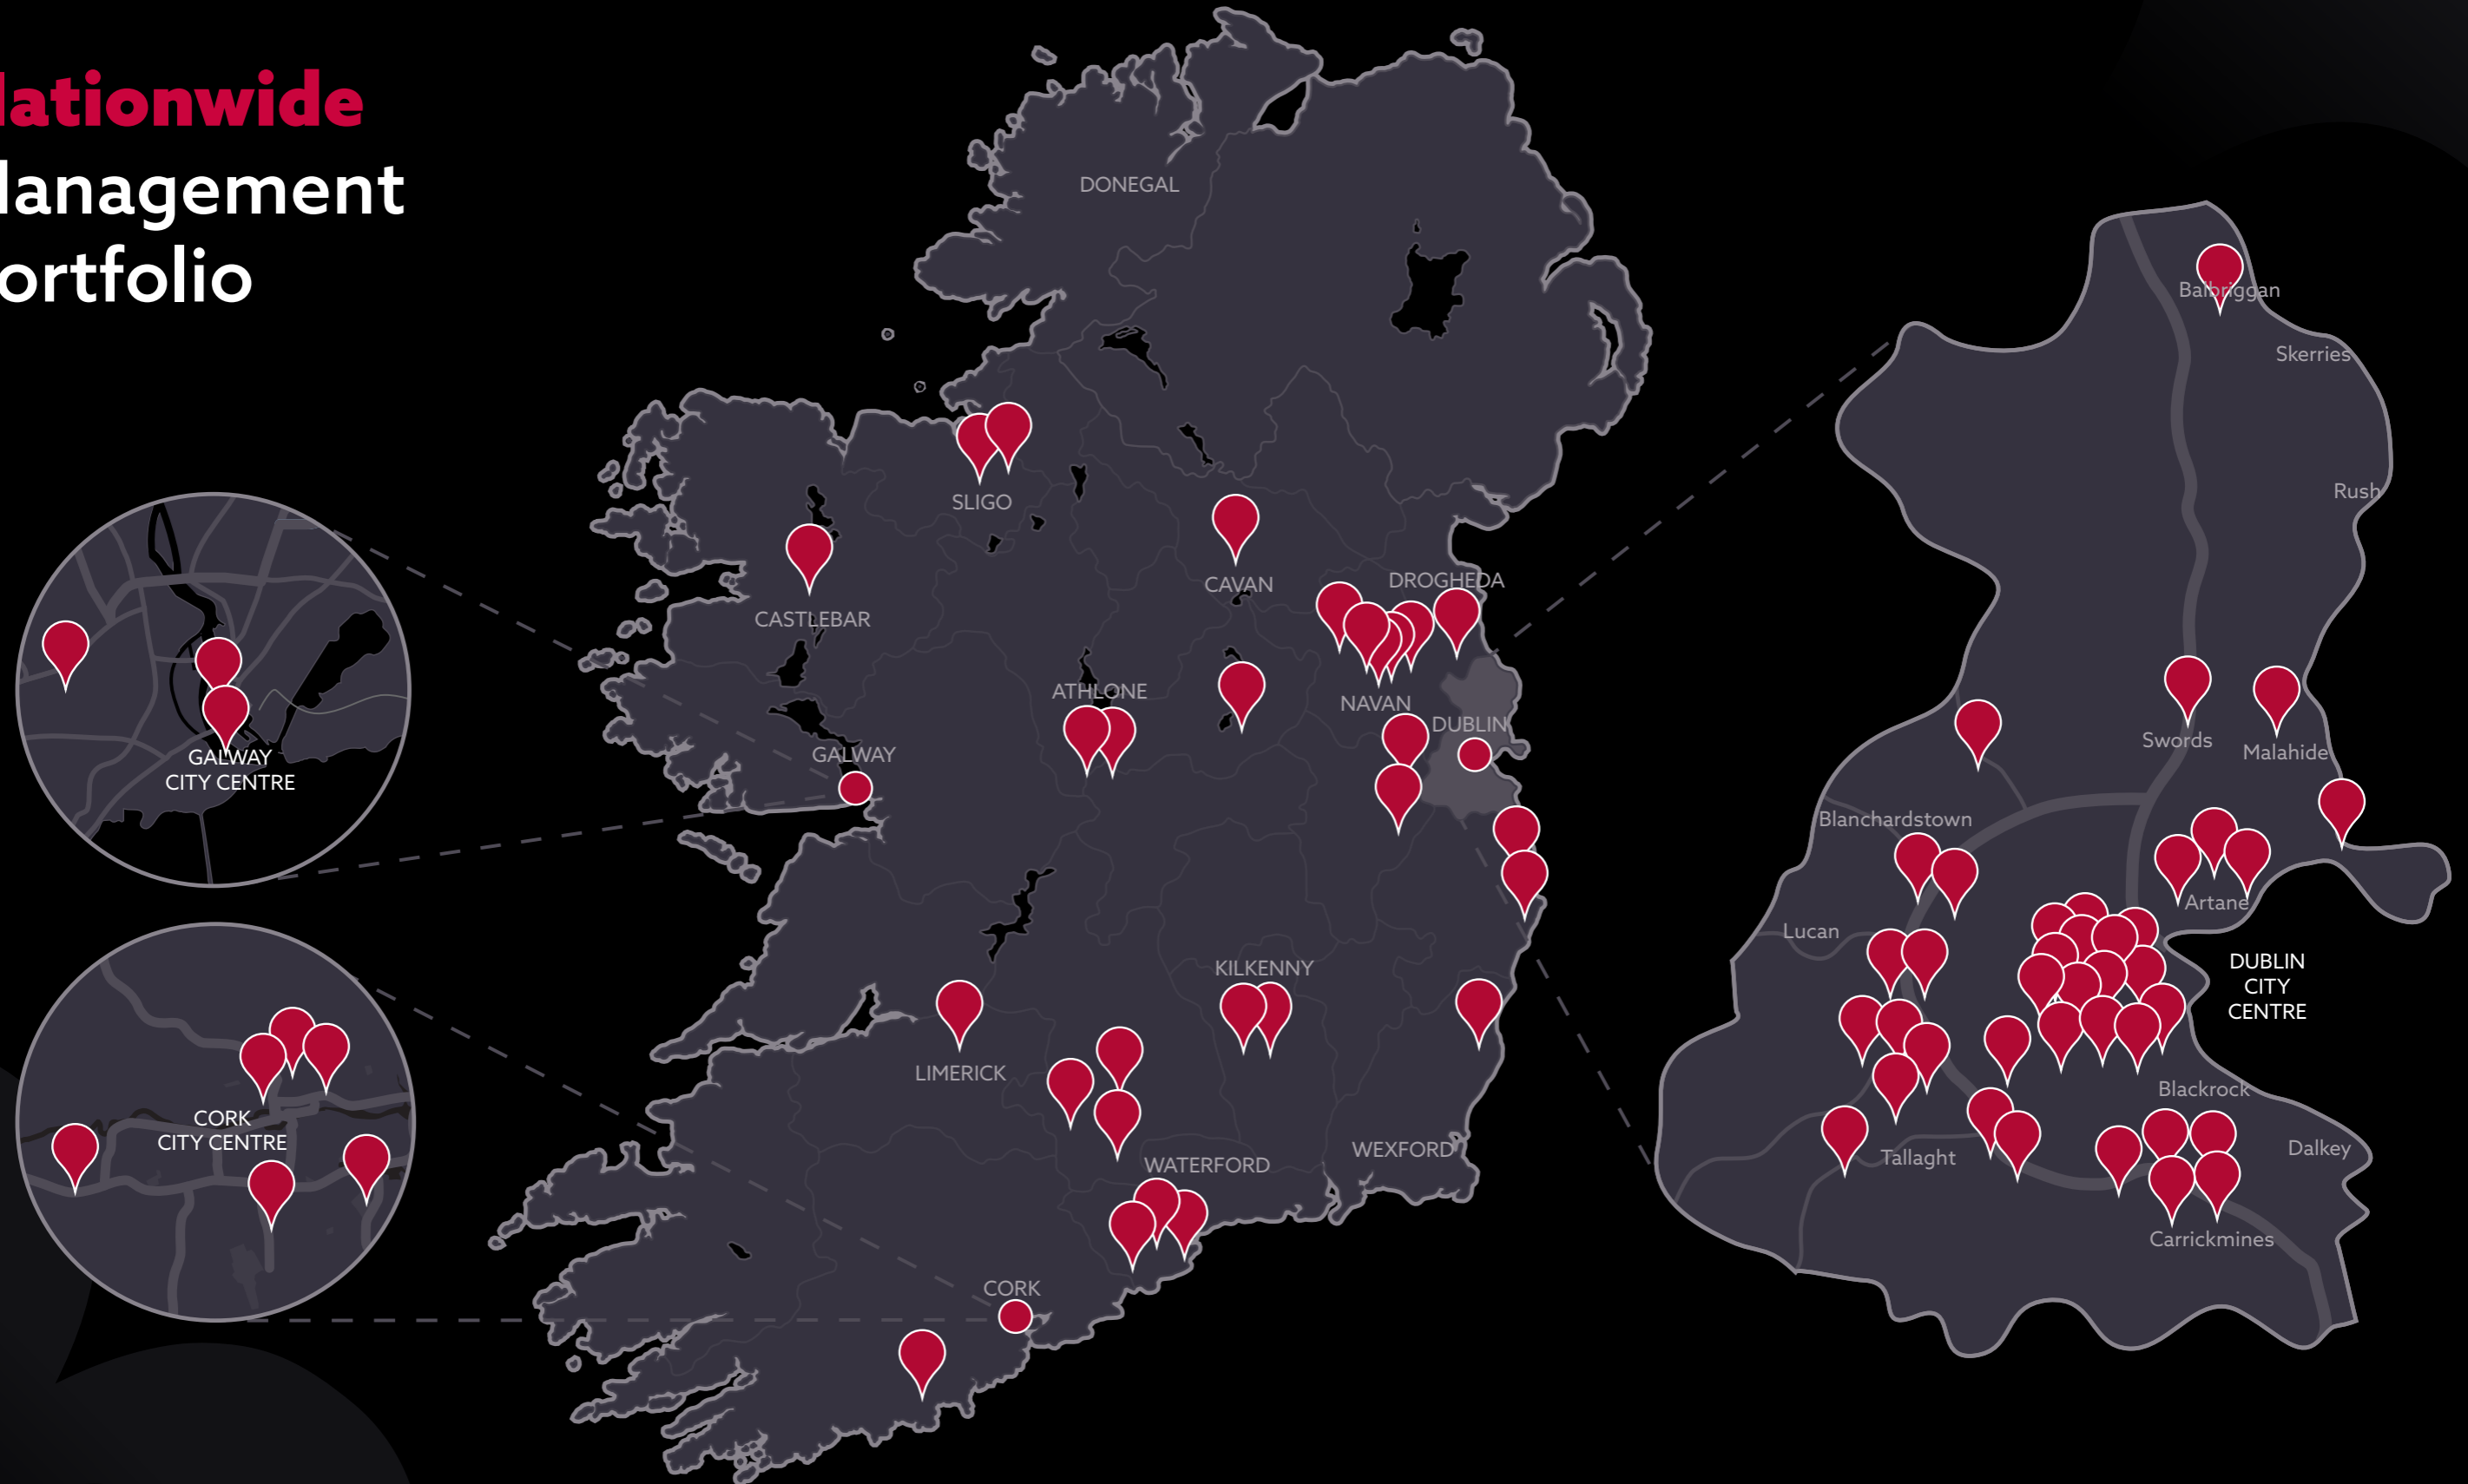 lationwide
lanagement
ortfolio
DONEGAL
SLIGO
CASTLEBAR
CAVAN
DROGHEDA
NAVAN
ATHLONE
DUBLIN
GALWAY
KILKENNY
LIMERICK
WATERFORD
WEXFORD
CORK
GALWAY
CITY CENTRE
CORK
CITY CENTRE
Balbriggan
Skerries
Rush
Swords
Malahide
Blanchardstown
Artane
Lucan
DUBLIN
CITY
CENTRE
Blackrock
Dalkey
Tallaght
Carrickmines